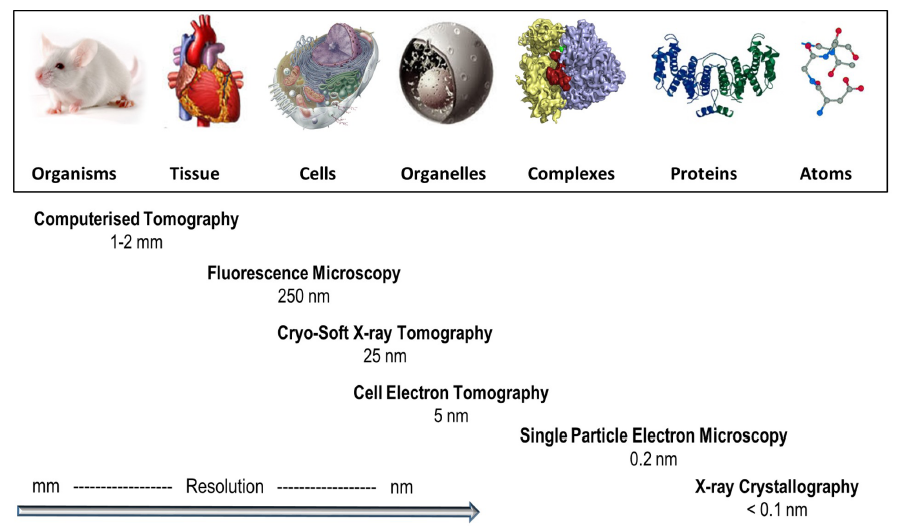 Organisms Tissue Cells Organelles Complexes Proteins Atoms
Computerised Tomography
1-2 mm
Fluorescence Microscopy
250 nm
Cryo-Soft X-ray Tomography
25 nm
Cell Electron Tomography
5 nm
Single Particle Electron Microscopy
0.2 nm
mm ------------------ Resolution ------------------ nm
X-ray Crystallography
< 0.1 nm